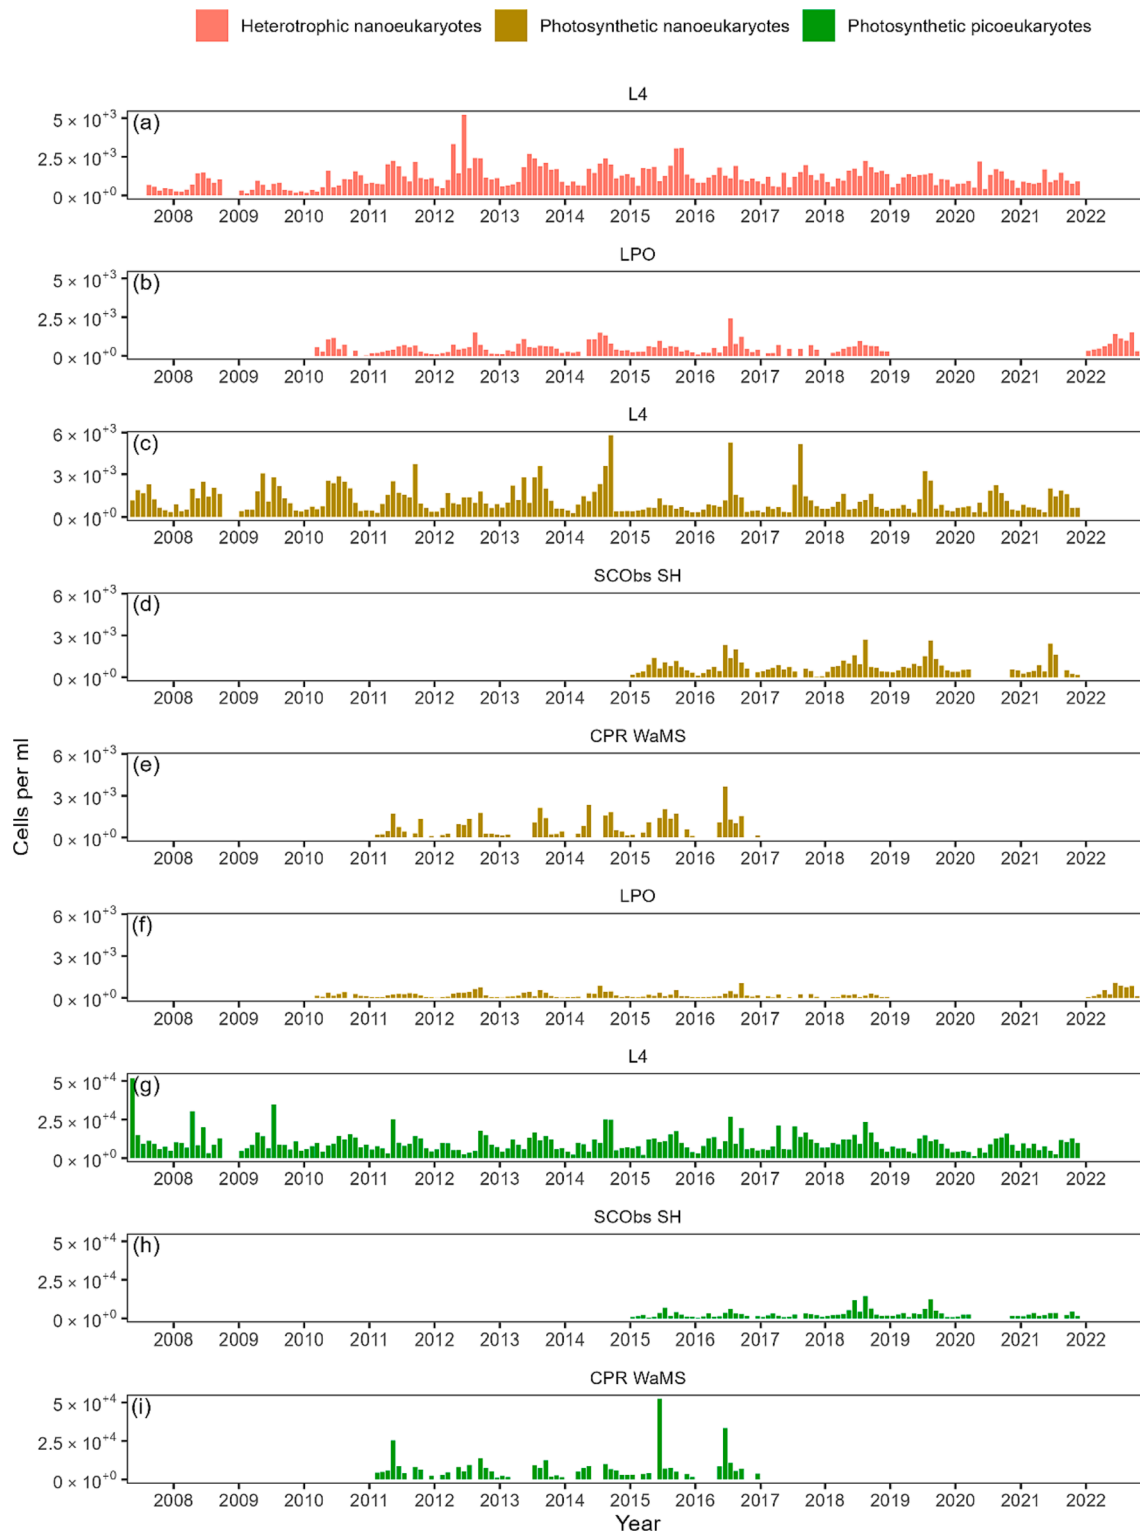 Heterotrophic nanoeukaryotes Photosynthetic nanoeukaryotes Photosynthetic picoeukaryotes
L4
(a)
5 × 10+3
2.5 × 10+3
0 × 10+0
2008 2009 2010 2011 2012 2013 2014 2015 2016 2017 2018 2019 2020 2021 2022
LPO
(b)
5 × 10+3
2.5 × 10+3
0 × 10+0
2008 2009 2010 2011 2012 2013 2014 2015 2016 2017 2018 2019 2020 2021 2022
L4
(c)
6 × 10+3
3 × 10+3
0 × 10+0
2008 2009 2010 2011 2012 2013 2014 2015 2016 2017 2018 2019 2020 2021 2022
SCObs SH
(d)
6 × 10+3
3 × 10+3
0 × 10+0
2008 2009 2010 2011 2012 2013 2014 2015 2016 2017 2018 2019 2020 2021 2022
CPR WaMS
(e)
6 × 10+3
3 × 10+3
0 × 10+0
2008 2009 2010 2011 2012 2013 2014 2015 2016 2017 2018 2019 2020 2021 2022
LPO
(f)
6 × 10+3
3 × 10+3
0 × 10+0
2008 2009 2010 2011 2012 2013 2014 2015 2016 2017 2018 2019 2020 2021 2022
L4
(g)
5 × 10+4
2.5 × 10+4
0 × 10+0
2008 2009 2010 2011 2012 2013 2014 2015 2016 2017 2018 2019 2020 2021 2022
SCObs SH
(h)
5 × 10+4
2.5 × 10+4
0 × 10+0
2008 2009 2010 2011 2012 2013 2014 2015 2016 2017 2018 2019 2020 2021 2022
CPR WaMS
(i)
5 × 10+4
2.5 × 10+4
0 × 10+0
2008 2009 2010 2011 2012 2013 2014 2015 2016 2017 2018 2019 2020 2021 2022
Year
Cells per ml